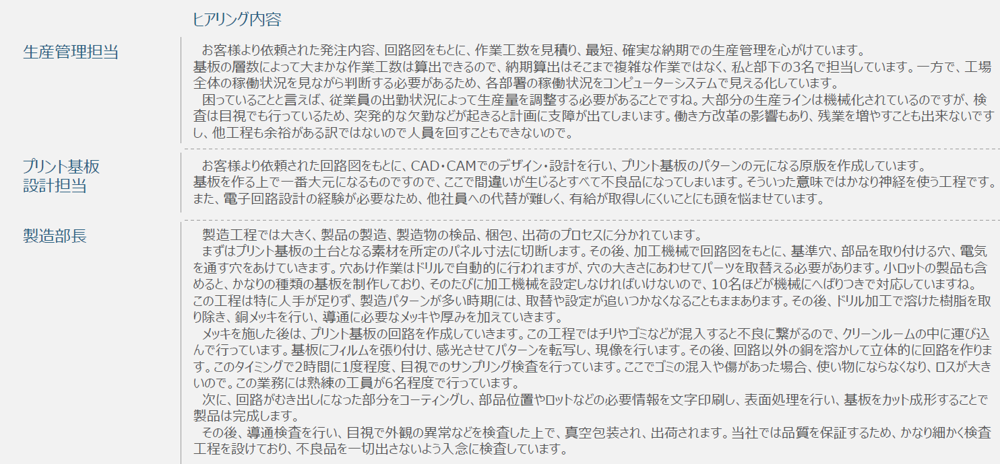 ヒアリング内容
生産管理担当
お客様より依頼された発注内容、回路図をもとに、作業工数を見積り、最短、確実な納期での生産管理を心がけています。
基板の層数によって大まかな作業工数は算出できるので、納期算出はそこまで複雑な作業ではなく、私と部下の3名で担当しています。一方で、工場
全体の稼働状況を見ながら判断する必要があるため、各部署の稼働状況をコンピューターシステムで見える化しています。
困っていることと言えば、従業員の出勤状況によって生産量を調整する必要があることですね。大部分の生産ラインは機械化されているのですが、検
査は目視でも行っているため、突発的な欠勤などが起きると計画に支障が出てしまいます。働き方改革の影響もあり、残業を増やすことも出来ないです
し、他工程も余裕がある訳ではないので人員を回すこともできないので。
プリント基板
設計担当
お客様より依頼された回路図をもとに、CAD・CAMでのデザイン・設計を行い、プリント基板のパターンの元になる原版を作成しています。
基板を作る上で一番大元になるものですので、ここで間違いが生じるとすべて不良品になってしまいます。そういった意味ではかなり神経を使う工程です。
また、電子回路設計の経験が必要なため、他社員への代替が難しく、有給が取得しにくいことにも頭を悩ませています。
製造部長
製造工程では大きく、製品の製造、製造物の検品、梱包、出荷のプロセスに分かれています。
まずはプリント基板の土台となる素材を所定のパネル寸法に切断します。その後、加工機械で回路図をもとに、基準穴、部品を取り付ける穴、電気
を通す穴をあけていきます。穴あけ作業はドリルで自動的に行われますが、穴の大きさにあわせてパーツを取替える必要があります。小ロットの製品も含
めると、かなりの種類の基板を制作しており、そのたびに加工機械を設定しなければいけないので、10名ほどが機械にへばりつきで対応していますね。
この工程は特に人手が足りず、製造パターンが多い時期には、取替や設定が追いつかなくなることもままあります。その後、ドリル加工で溶けた樹脂を取
り除き、銅メッキを行い、導通に必要なメッキや厚みを加えていきます。
メッキを施した後は、プリント基板の回路を作成していきます。この工程ではチリやゴミなどが混入すると不良に繋がるので、クリーンルームの中に運び込
んで行っています。基板にフィルムを張り付け、感光させてパターンを転写し、現像を行います。その後、回路以外の銅を溶かして立体的に回路を作りま
す。このタイミングで2時間に1度程度、目視でのサンプリング検査を行っています。ここでゴミの混入や傷があった場合、使い物にならなくなり、ロスが大き
いので。この業務には熟練の工員が6名程度で行っています。
次に、回路がむき出しになった部分をコーティングし、部品位置やロットなどの必要情報を文字印刷し、表面処理を行い、基板をカット成形することで
製品は完成します。
その後、導通検査を行い、目視で外観の異常などを検査した上で、真空包装され、出荷されます。当社では品質を保証するため、かなり細かく検査
工程を設けており、不良品を一切出さないよう入念に検査しています。